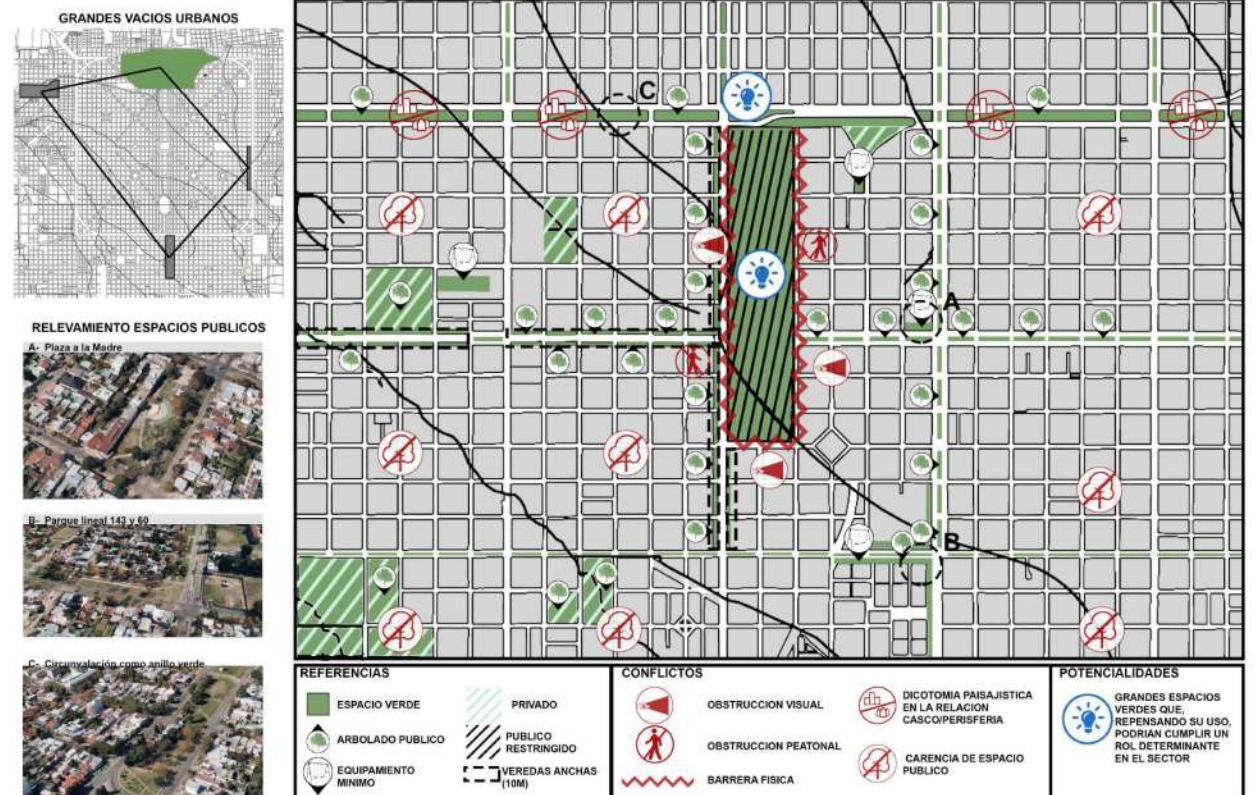 GRANDES VACIOS URBANOS
RELEVAMIENTO ESPACIOS PUBLICOS
A- Plaza a la Madre
B- Parque lineal 143 y 60
C- Circunvalación como anillo verde
C
A
B
REFERENCIAS
ESPACIO VERDE
ARBOLADO PUBLICO
EQUIPAMIENTO
MINIMO
PRIVADO
PUBLICO
RESTRINGIDO
VEREDAS ANCHAS
(10M)
CONFLICTOS
OBSTRUCCION VISUAL
OBSTRUCCION PEATONAL
BARRERA FISICA
DICOTOMIA PAISAJISTICA
EN LA RELACION
CASCO/PERISFERIA
CARENCIA DE ESPACIO
PUBLICO
POTENCIALIDADES
GRANDES ESPACIOS
VERDES QUE,
REPENSANDO SU USO,
PODRIAN CUMPLIR UN
ROL DETERMINANTE
EN EL SECTOR